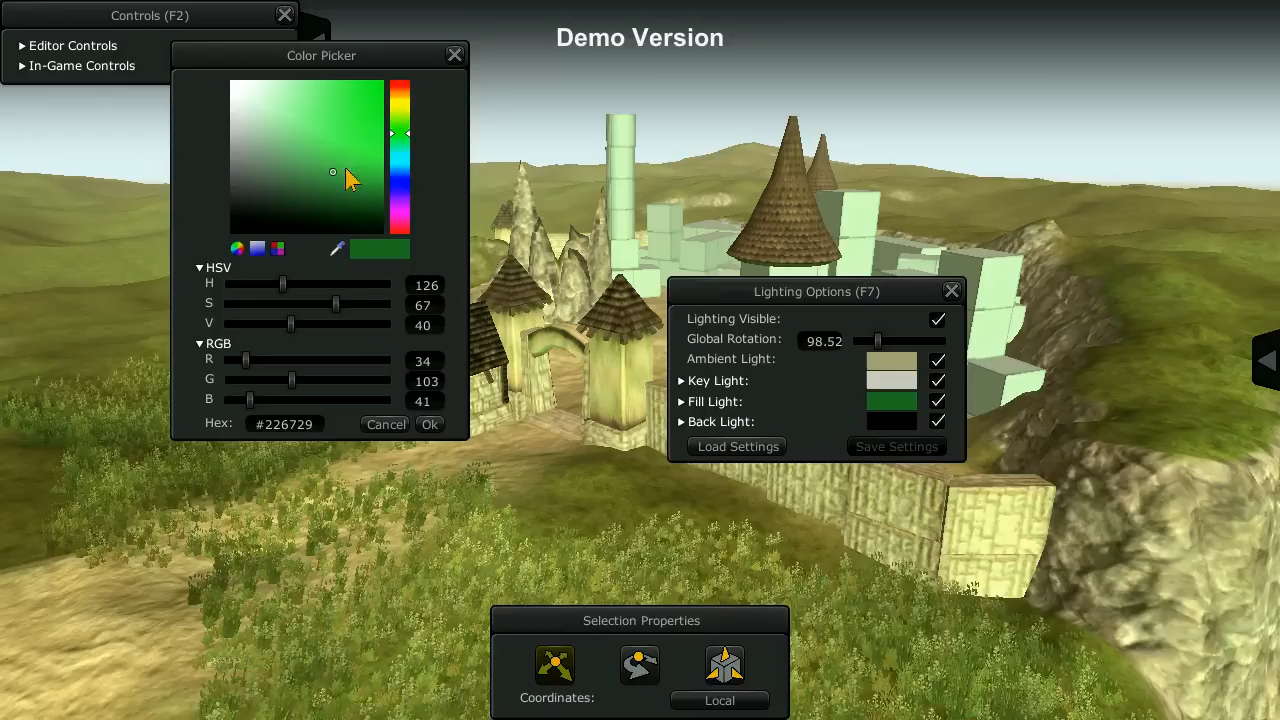 Controls (F2)
Editor Controls
In-Game Controls
Demo Version
Color Picker
HSV
H 126
S 67
V 40
RGB
R 34
G 103
B 41
Hex: #226729 Cancel Ok
Lighting Options (F7)
Lighting Visible:
Global Rotation: 98.52
Ambient Light:
Key Light:
Fill Light:
Back Light:
Load Settings Save Settings
Selection Properties
Coordinates: Local